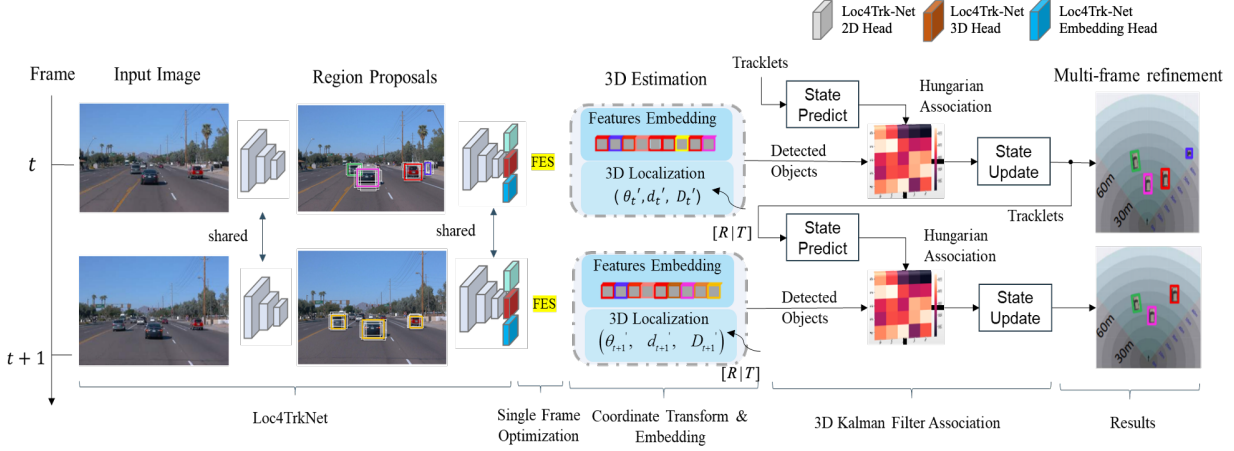 Loc4Trk-Net
2D Head
Loc4Trk-Net
3D Head
Loc4Trk-Net
Embedding Head
Frame
Input Image
Region Proposals
3D Estimation
Tracklets
Hungarian
Association
Multi-frame refinement
State
Predict
Features Embedding
t
FES
3D Localization
(θt′, dt′, Dt′)
Detected
Objects
State
Update
60m
30m
Tracklets
[R|T]
shared
shared
State
Predict
Hungarian
Association
Features Embedding
FES
3D Localization
(θt+1′, dt+1′, Dt+1′)
Detected
Objects
State
Update
60m
30m
t + 1
[R|T]
Loc4TrkNet
Single Frame
Optimization
Coordinate Transform &
Embedding
3D Kalman Filter Association
Results